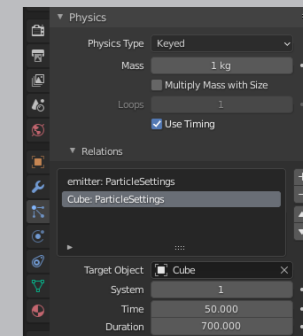 Physics
Physics Type Keyed
Mass 1 kg
Multiply Mass with Size
Loops 1
Use Timing
Relations
emitter: ParticleSettings
Cube: ParticleSettings
Target Object Cube
System 1
Time 50.000
Duration 700.000